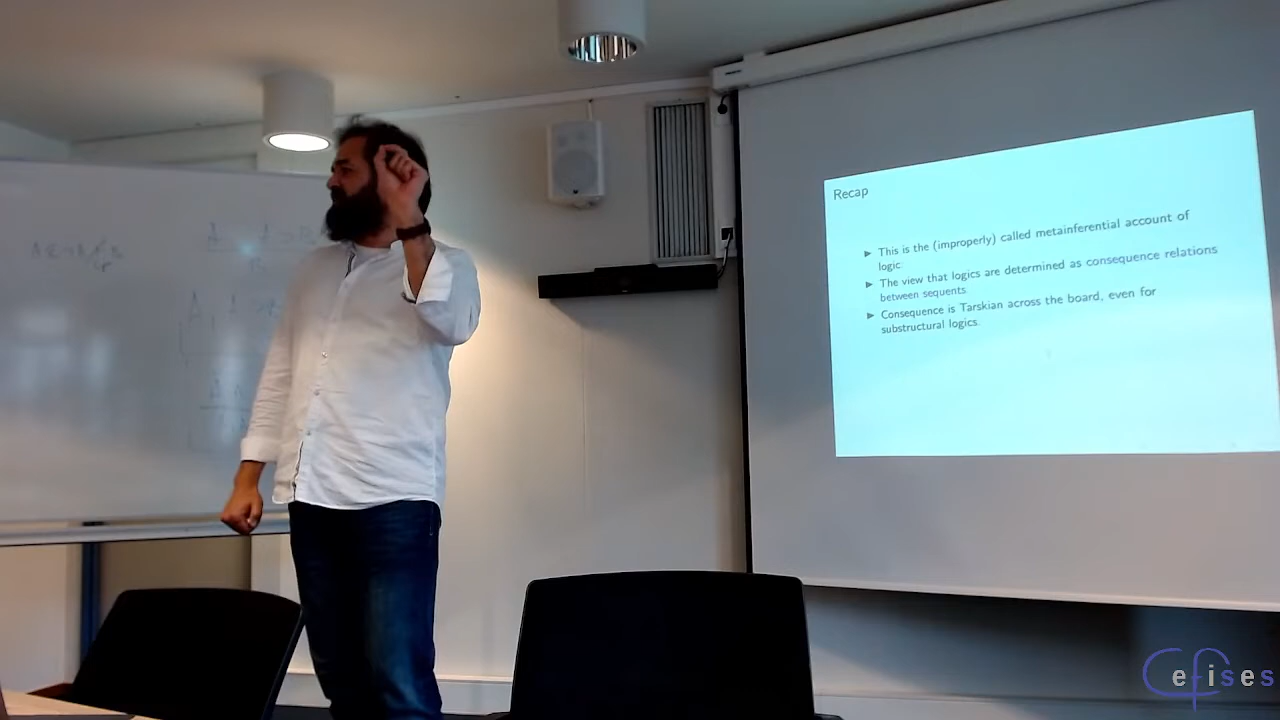 Recap
▶ This is the (improperly) called metainferential account of
logic.
▶ The view that logics are determined as consequence relations
between sequents.
▶ Consequence is Tarskian across the board, even for
substructural logics.
Cefises